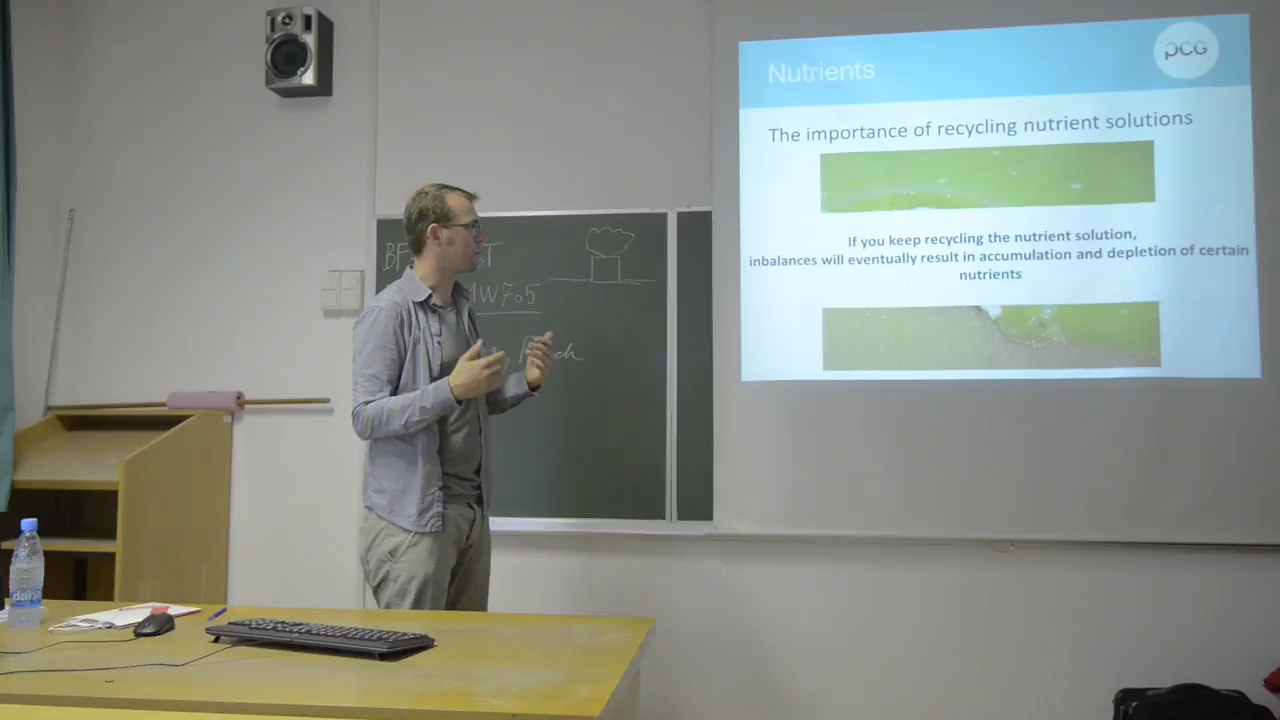 Nutrients
PCG
The importance of recycling nutrient solutions
If you keep recycling the nutrient solution,
inbalances will eventually result in accumulation and depletion of certain
nutrients